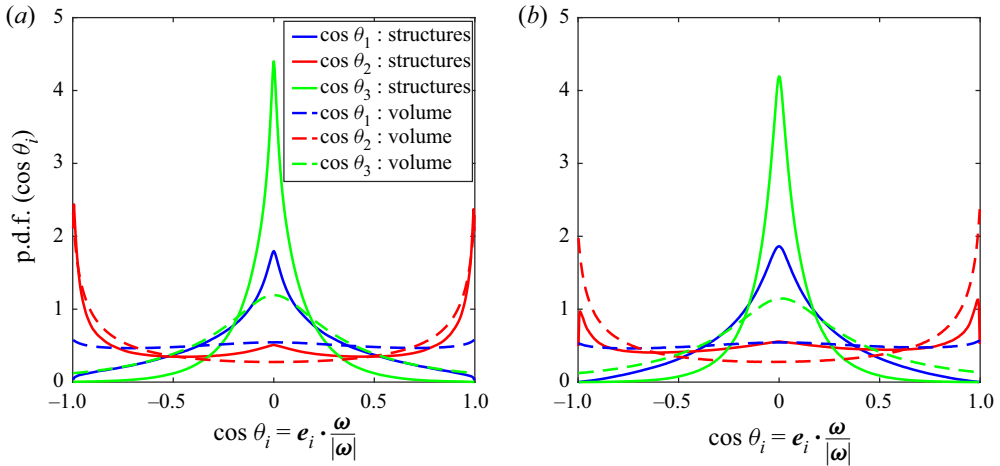 (a)
5
4
3
2
1
0
p.d.f. (cos θi)
cos θ1 : structures
cos θ2 : structures
cos θ3 : structures
cos θ1 : volume
cos θ2 : volume
cos θ3 : volume
–1.0 –0.5 0 0.5 1.0
cos θi = ei · ω/|ω|
(b)
5
4
3
2
1
0
–1.0 –0.5 0 0.5 1.0
cos θi = ei · ω/|ω|